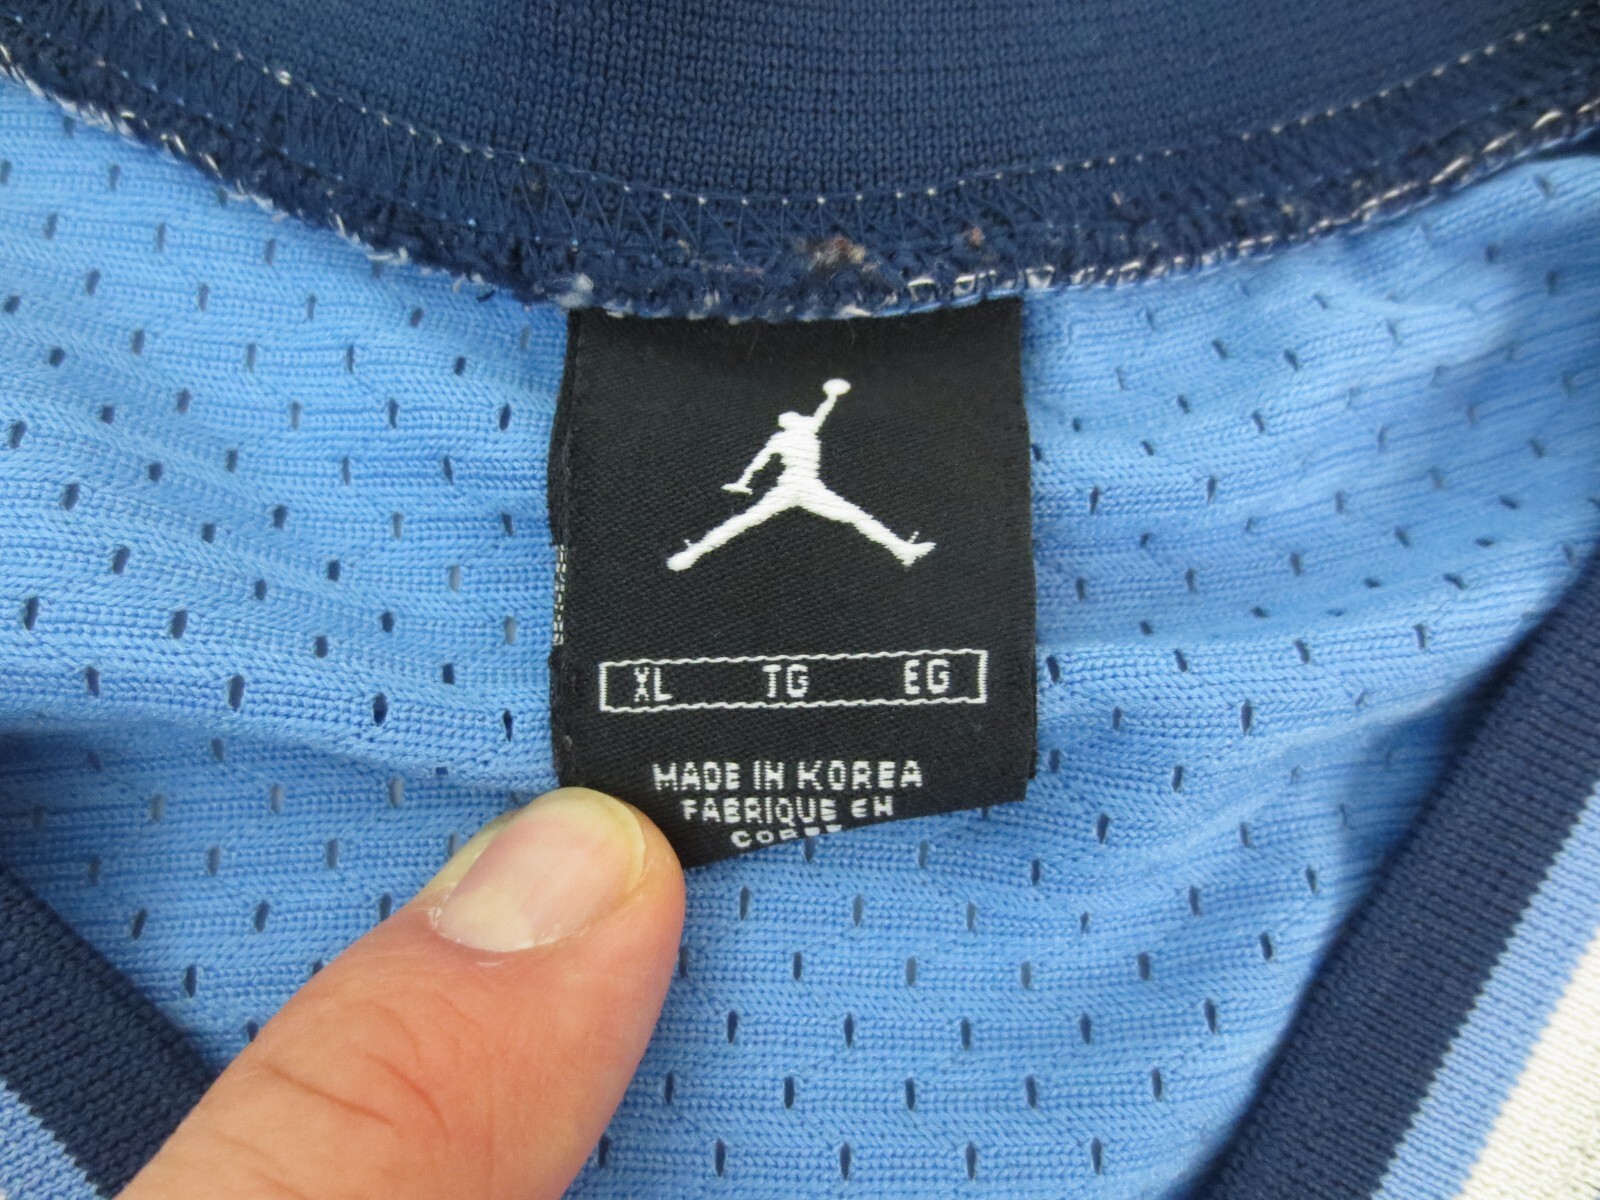 XL TG EG
MADE IN KOREA
FABRIQUE EN